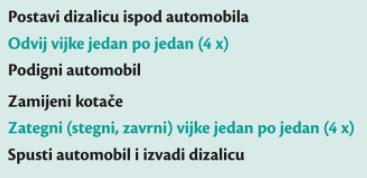 Postavi dizalicu ispod automobila
Odvij vijke jedan po jedan (4 x)
Podigni automobil
Zamijeni kotače
Zategni (stegni, zavrni) vijke jedan po jedan (4 x)
Spusti automobil i izvadi dizalicu